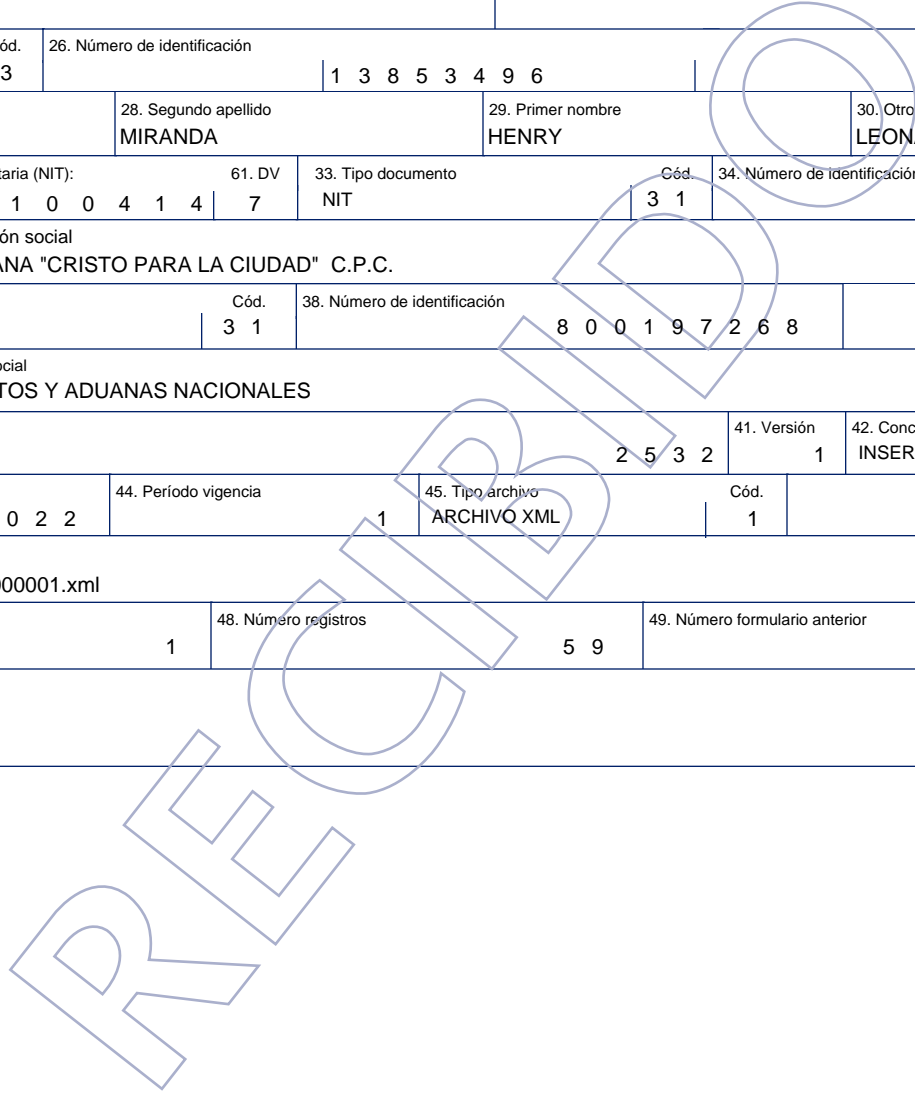 ód. 26. Número de identificación
3 1 3 8 5 3 4 9 6
28. Segundo apellido 29. Primer nombre 30. Otro
MIRANDA HENRY LEON
taria (NIT): 61. DV 33. Tipo documento Cód. 34. Número de identificación
1 0 0 4 1 4 7 NIT 3 1
ón social
ANA "CRISTO PARA LA CIUDAD" C.P.C.
Cód. 38. Número de identificación
3 1 8 0 0 1 9 7 2 6 8
ocial
TOS Y ADUANAS NACIONALES
41. Versión 42. Conc
2 5 3 2 1 INSER
44. Período vigencia 45. Tipo archivo Cód.
0 2 2 1 ARCHIVO XML 1
000001.xml
48. Número registros 49. Número formulario anterior
1 5 9
RECIBIDO